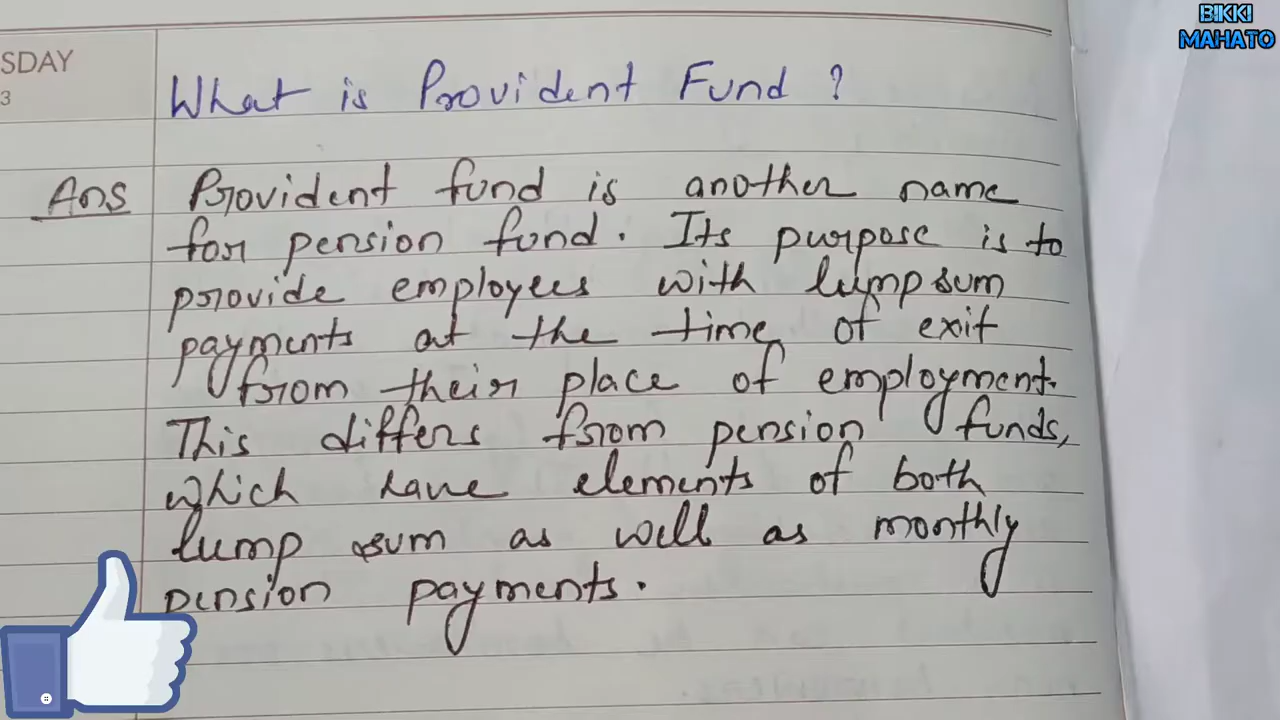 BIKKI
MAHATO
SDAY
3
What is Provident Fund ?
Ans Provident fund is another name
for pension fund. Its purpose is to
provide employees with lump sum
payments at the time of exit
from their place of employment.
This differs from pension funds,
which have elements of both
lump sum as well as monthly
pension payments.